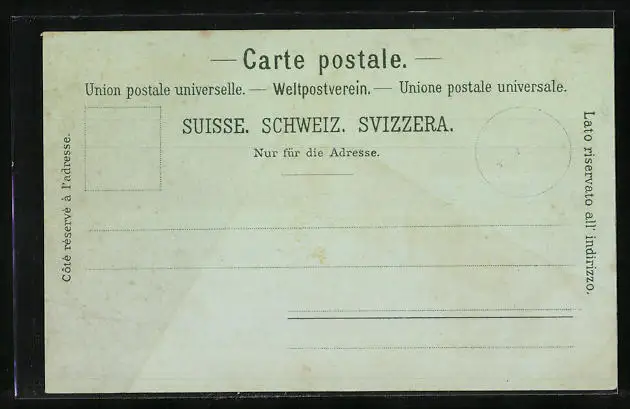 — Carte postale. —
Union postale universelle. — Weltpostverein. — Unione postale universale.
SUISSE. SCHWEIZ. SVIZZERA.
Nur für die Adresse.
Côté réservé à l'adresse.
Lato riservato all' indirizzo.